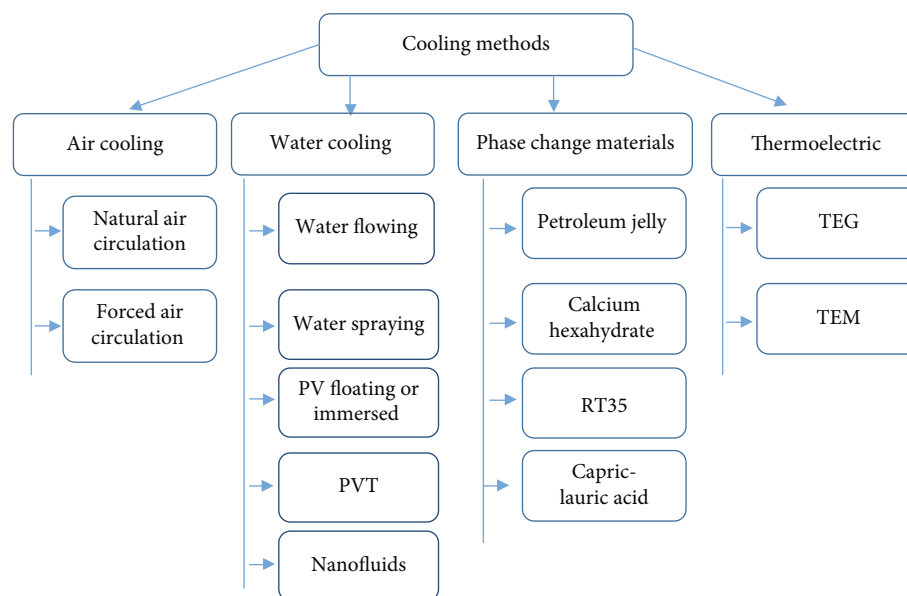 Cooling methods
Air cooling
Water cooling
Phase change materials
Thermoelectric
Natural air
circulation
Forced air
circulation
Water flowing
Water spraying
PV floating or
immersed
PVT
Nanofluids
Petroleum jelly
Calcium
hexahydrate
RT35
Capric-
lauric acid
TEG
TEM